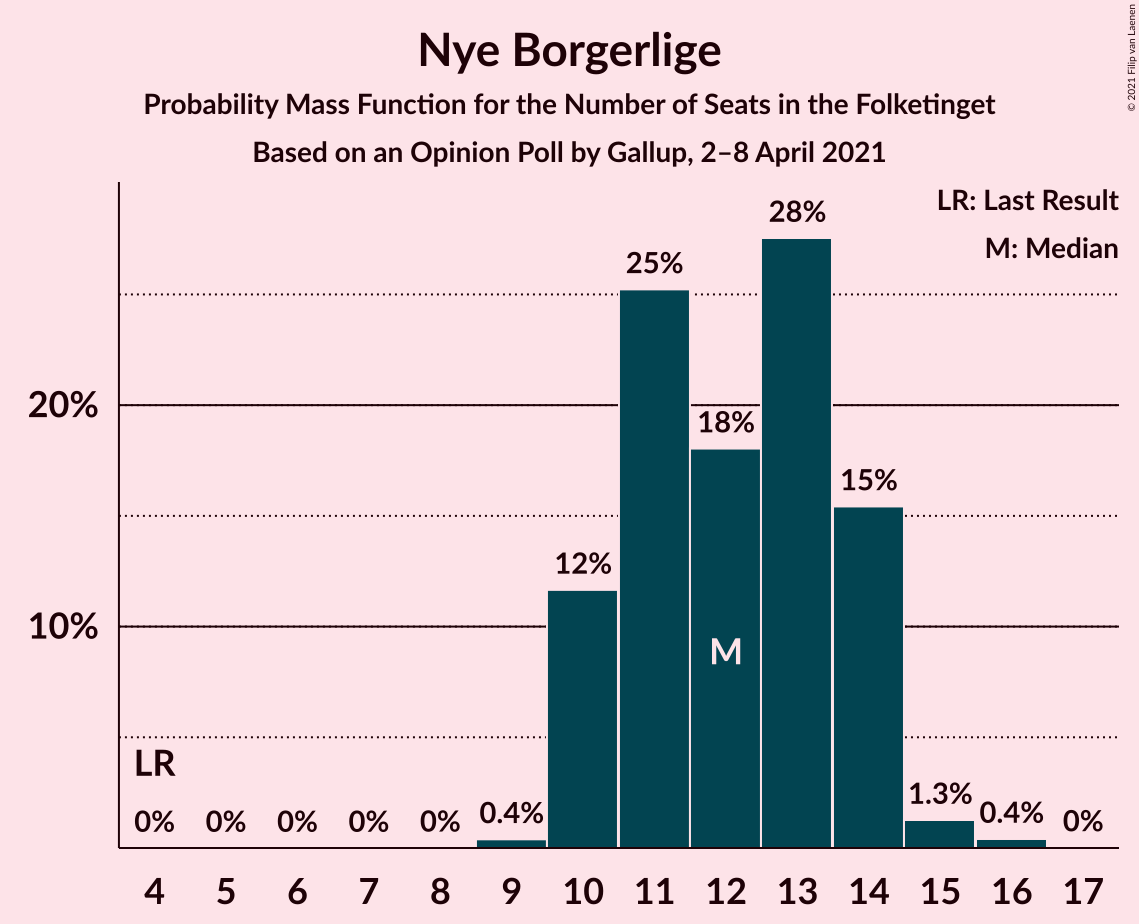 Nye Borgerlige
Probability Mass Function for the Number of Seats in the Folketinget
Based on an Opinion Poll by Gallup, 2–8 April 2021
© 2021 Filip van Laenen
LR: Last Result
M: Median
28%
25%
20%
18%
15%
12%
10%
M
LR
0% 0% 0% 0% 0% 0.4% 1.3% 0.4% 0%
4 5 6 7 8 9 10 11 12 13 14 15 16 17